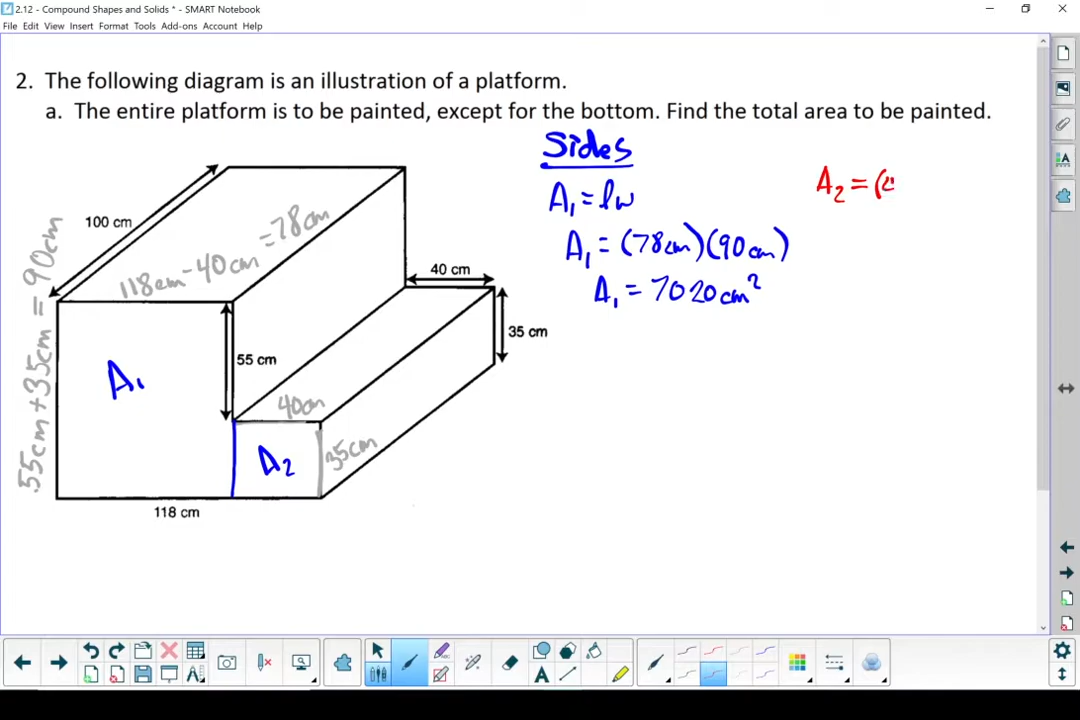 2.12 - Compound Shapes and Solids * - SMART Notebook
File Edit View Insert Format Tools Add-ons Account Help
2. The following diagram is an illustration of a platform.
a. The entire platform is to be painted, except for the bottom. Find the total area to be painted.
Sides
A₁ = lw
A₂ = (4
A₁ = (78cm)(90cm)
A₁ = 7020cm²
100 cm
118cm - 40cm = 78cm
55cm + 35cm = 90cm
40 cm
35 cm
55 cm
A₁
40cm
A₂
35cm
118 cm